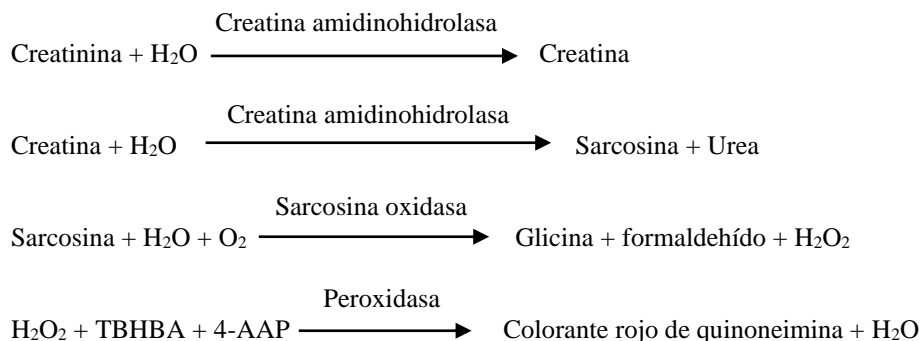 Creatina amidinohidrolasa
Creatinina + H₂O Creatina
Creatina amidinohidrolasa
Creatina + H₂O Sarcosina + Urea
Sarcosina oxidasa
Sarcosina + H₂O + O₂ Glicina + formaldehído + H₂O₂
Peroxidasa
H₂O₂ + TBHBA + 4-AAP Colorante rojo de quinoneimina + H₂O